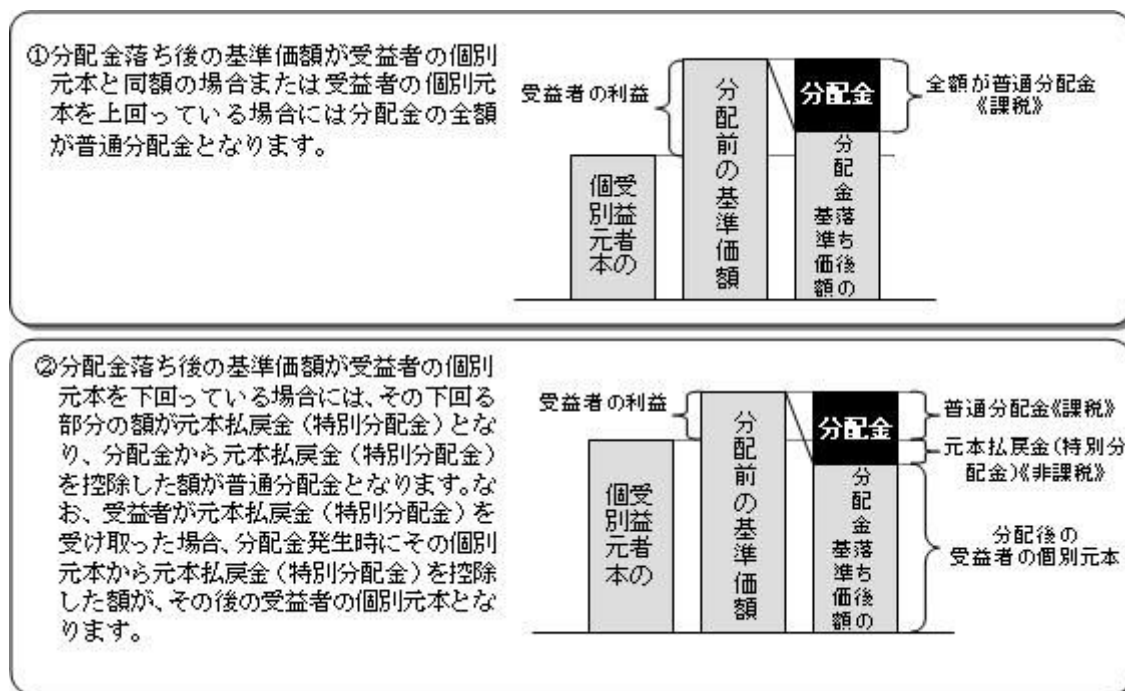 ①分配金落ち後の基準価額が受益者の個別
元本と同額の場合または受益者の個別元
本を上回っている場合には分配金の全額
が普通分配金となります。
受益者の利益
個別元本
受益者の
分配前の基準価額
分配金
分配金落ち後の
基準価額
全額が普通分配金
《課税》
②分配金落ち後の基準価額が受益者の個別
元本を下回っている場合には、その下回る
部分の額が元本払戻金（特別分配金）とな
り、分配金から元本払戻金（特別分配金）
を控除した額が普通分配金となります。な
お、受益者が元本払戻金（特別分配金）を
受け取った場合、分配金発生時にその個別
元本から元本払戻金（特別分配金）を控除
した額が、その後の受益者の個別元本とな
ります。
受益者の利益
受益者の
個別元本
分配前の基準価額
分配金
分配金落ち後の
基準価額
普通分配金《課税》
元本払戻金（特別分
配金）《非課税》
分配後の
受益者の個別元本